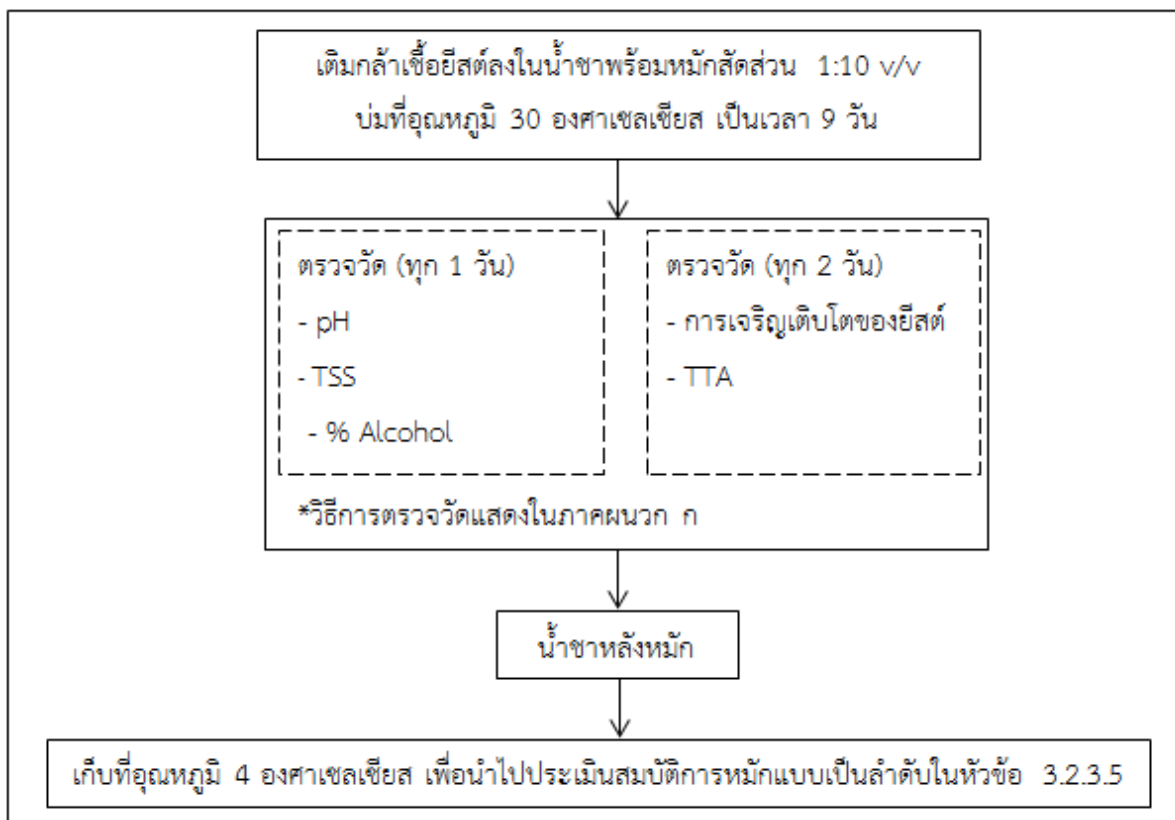 เติมกล้าเชื้อยีสต์ลงในน้ำชาพร้อมหมักสัดส่วน 1:10 v/v
บ่มที่อุณหภูมิ 30 องศาเซลเซียส เป็นเวลา 9 วัน
ตรวจวัด (ทุก 1 วัน)
- pH
- TSS
- % Alcohol
ตรวจวัด (ทุก 2 วัน)
- การเจริญเติบโตของยีสต์
- TTA
*วิธีการตรวจวัดแสดงในภาคผนวก ก
น้ำชาหลังหมัก
เก็บที่อุณหภูมิ 4 องศาเซลเซียส เพื่อนำไปประเมินสมบัติการหมักแบบเป็นลำดับในหัวข้อ 3.2.3.5